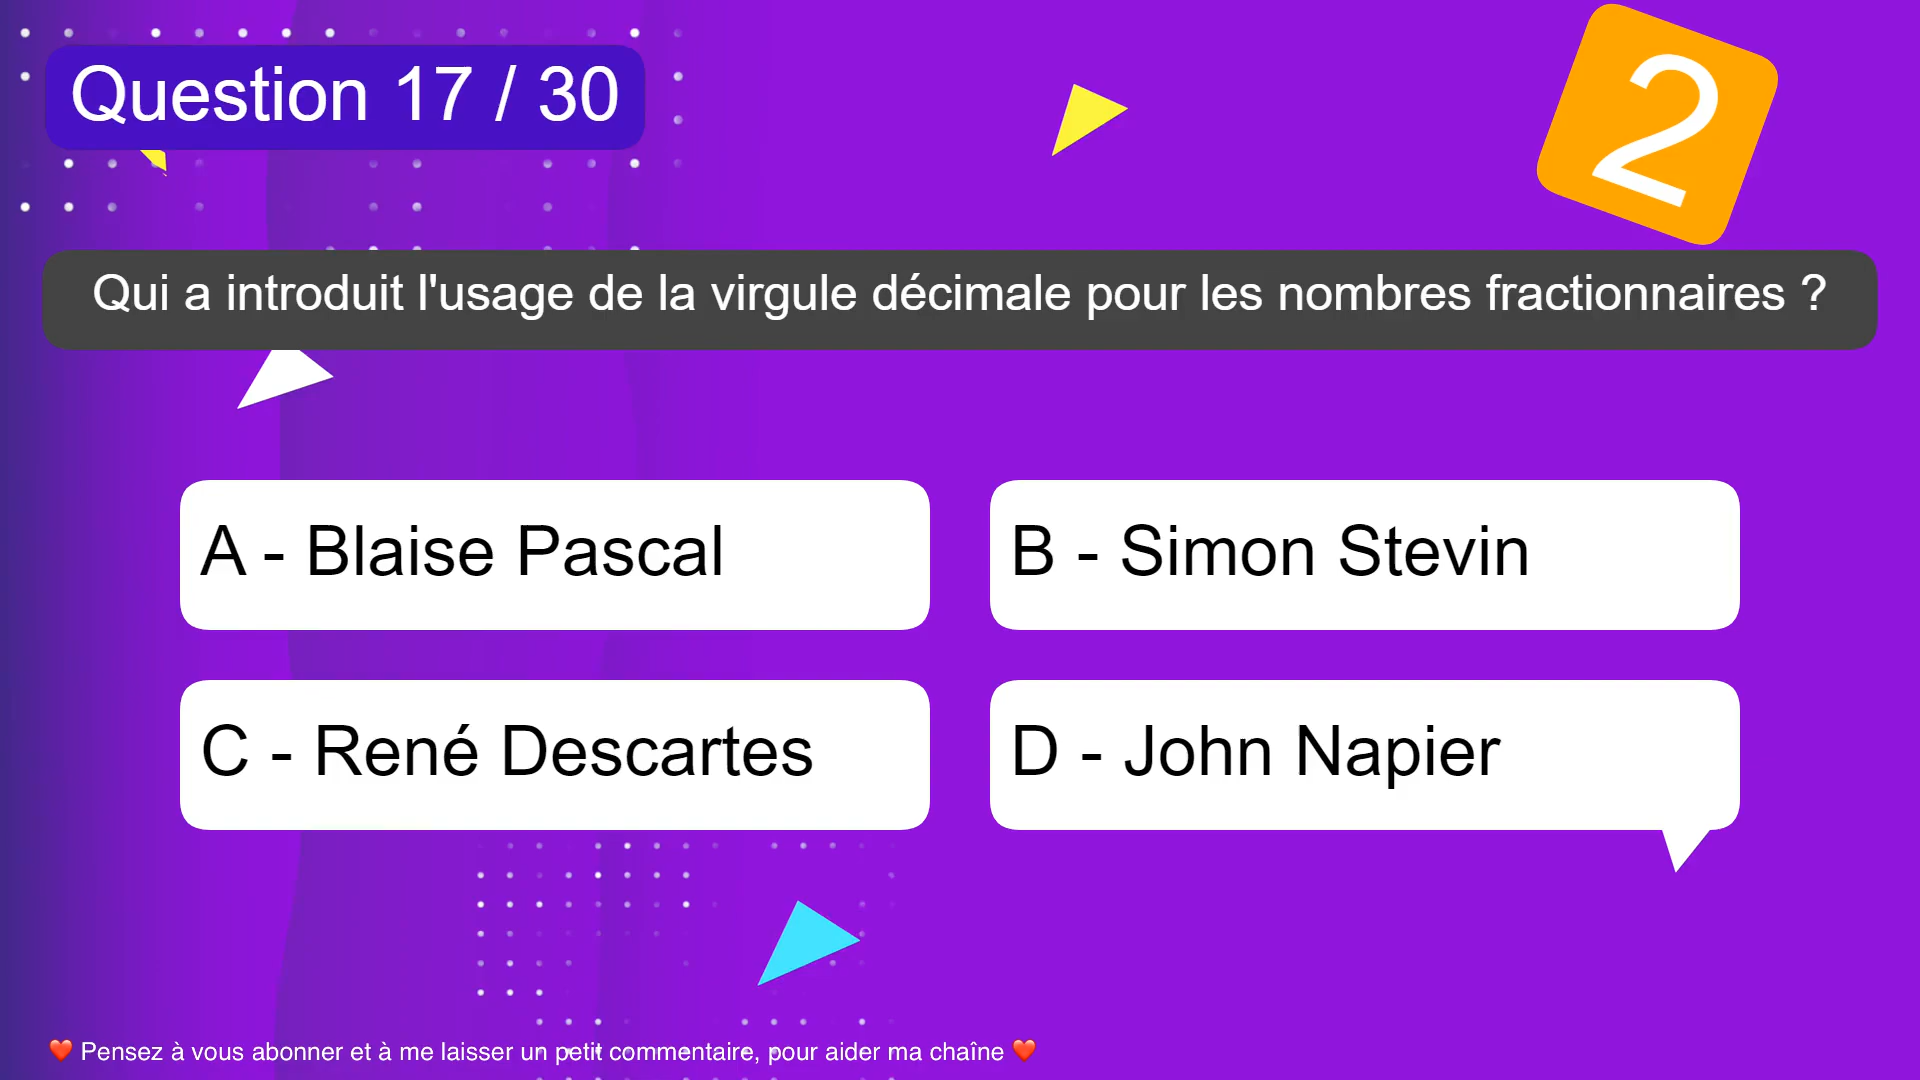 Question 17 / 30
2
Qui a introduit l'usage de la virgule décimale pour les nombres fractionnaires ?
A - Blaise Pascal
B - Simon Stevin
C - René Descartes
D - John Napier
❤️ Pensez à vous abonner et à me laisser un petit commentaire, pour aider ma chaîne ❤️